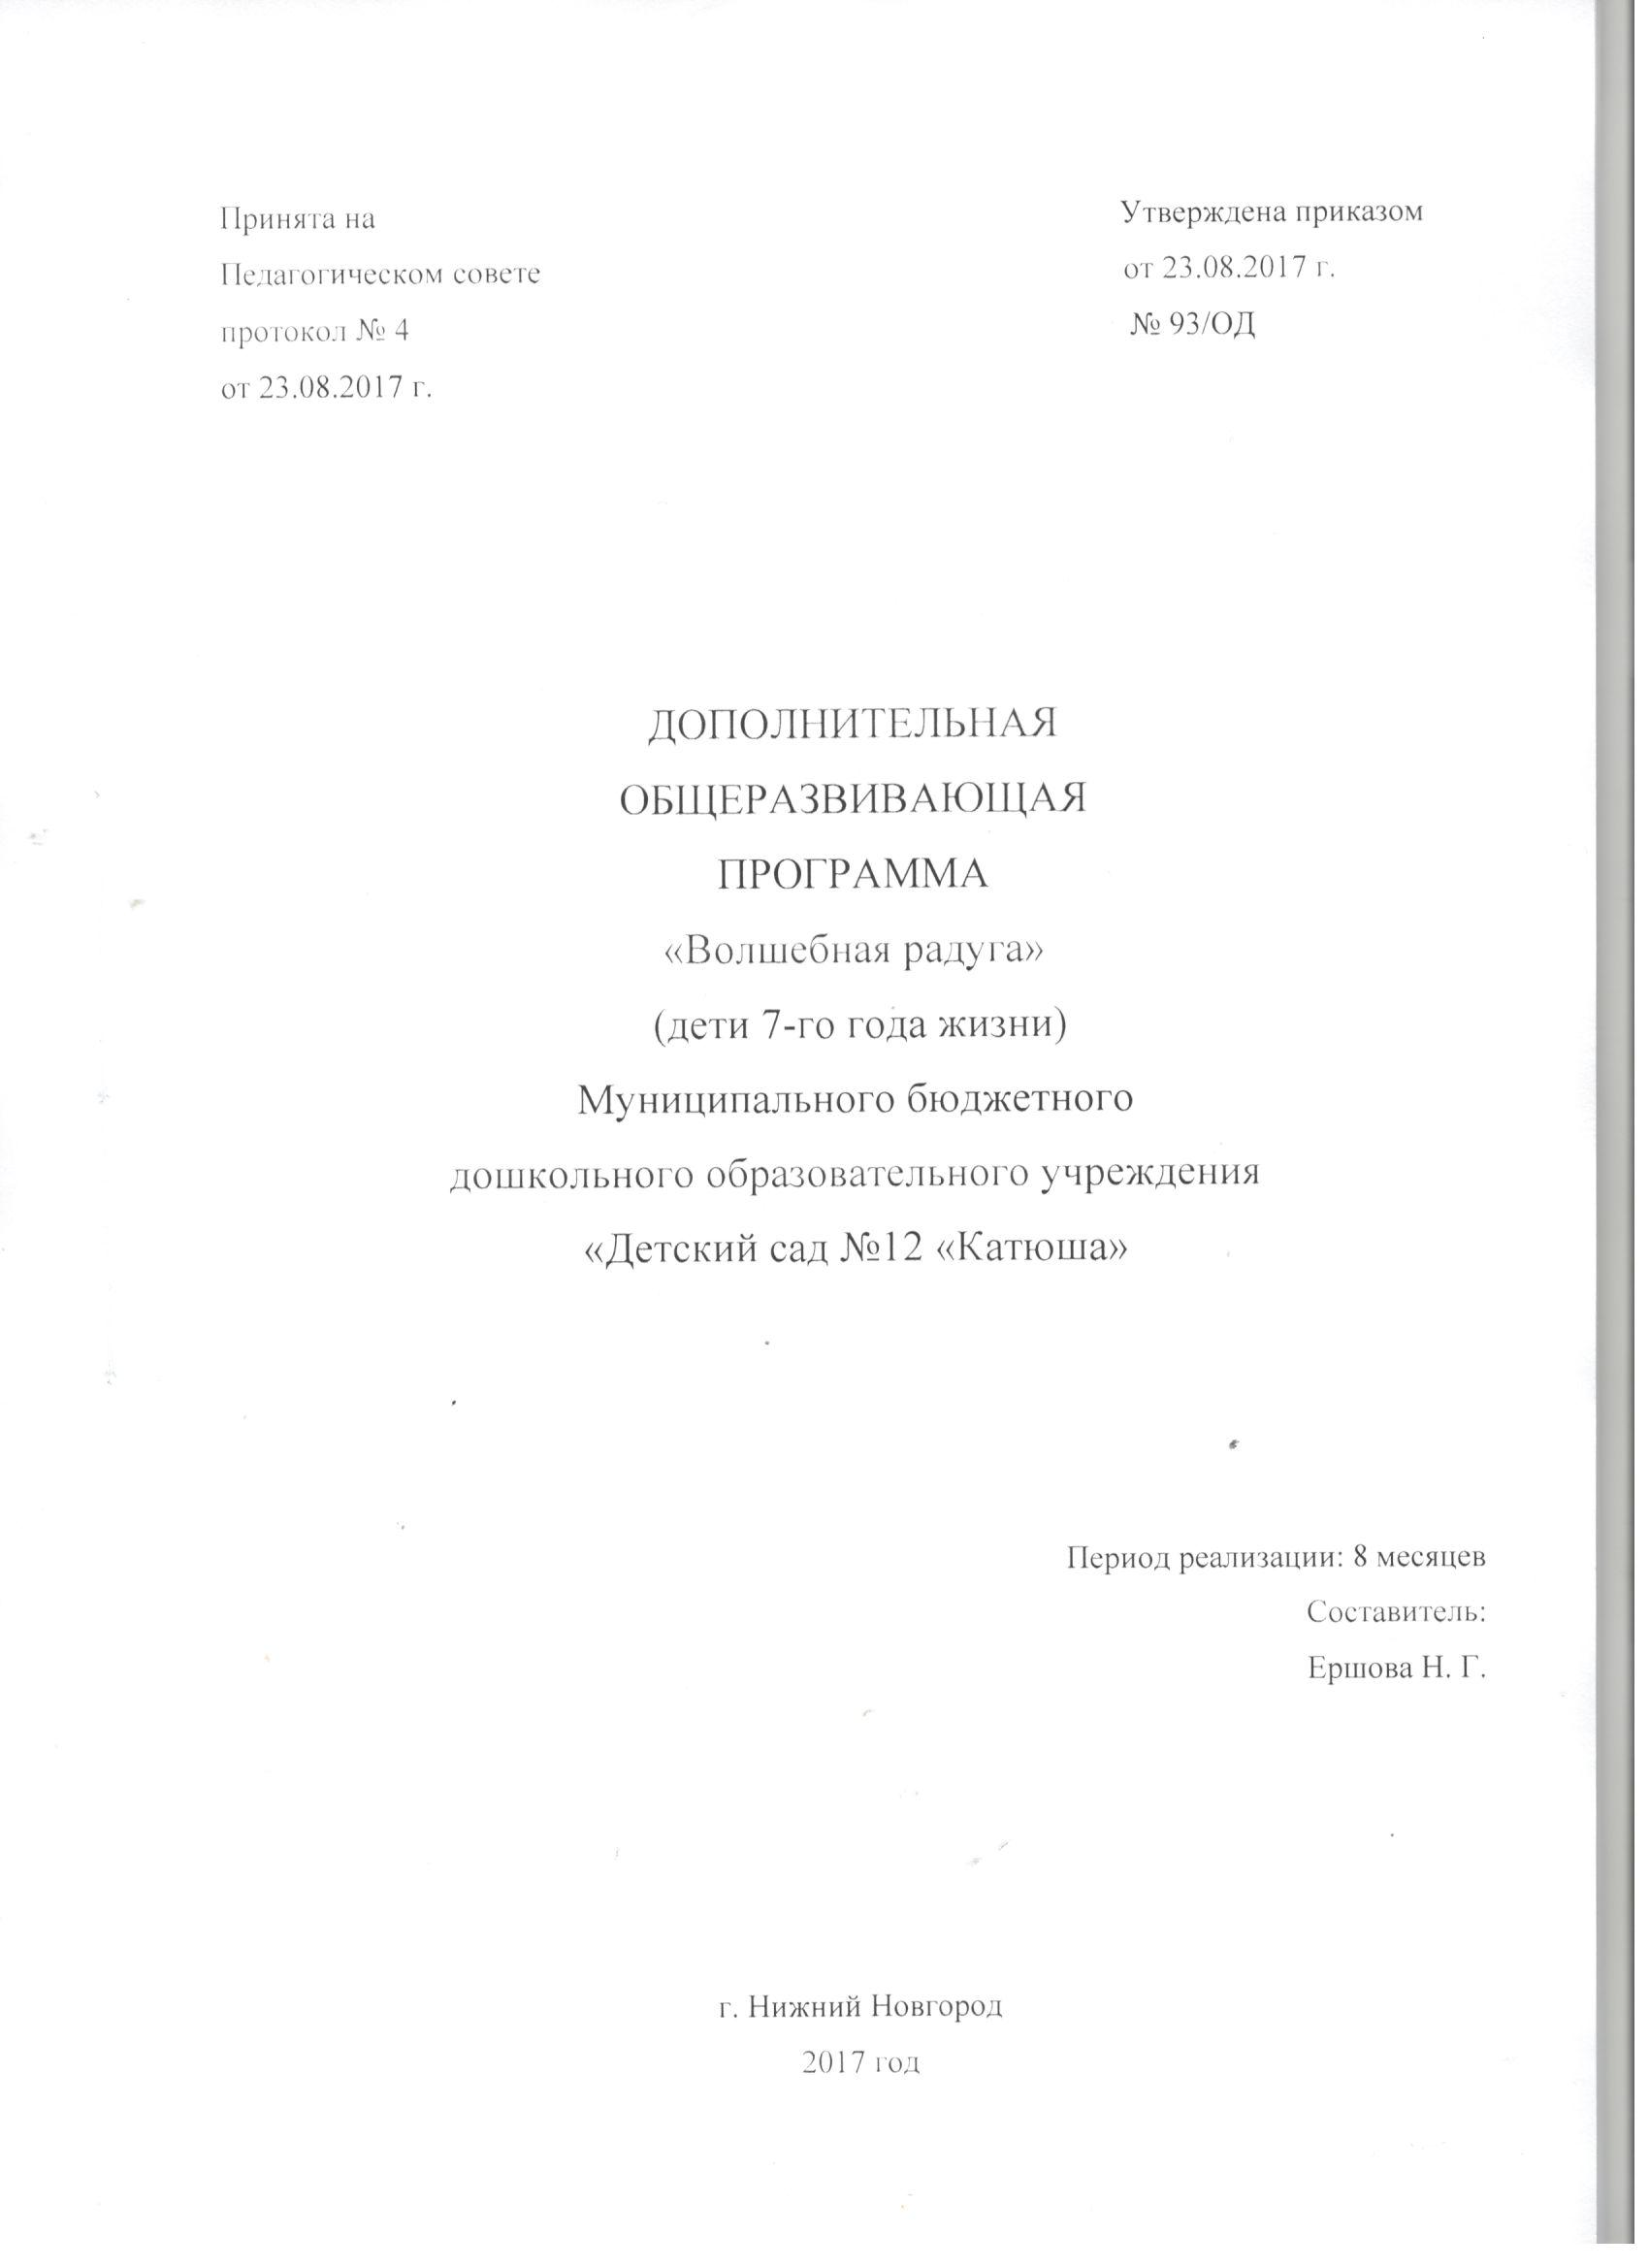 Принята на
Педагогическом совете
протокол № 4
от 23.08.2017 г.
Утверждена приказом
от 23.08.2017 г.
№ 93/ОД
ДОПОЛНИТЕЛЬНАЯ
ОБЩЕРАЗВИВАЮЩАЯ
ПРОГРАММА
«Волшебная радуга»
(дети 7-го года жизни)
Муниципального бюджетного
дошкольного образовательного учреждения
«Детский сад №12 «Катюша»
Период реализации: 8 месяцев
Составитель:
Ершова Н. Г.
г. Нижний Новгород
2017 год